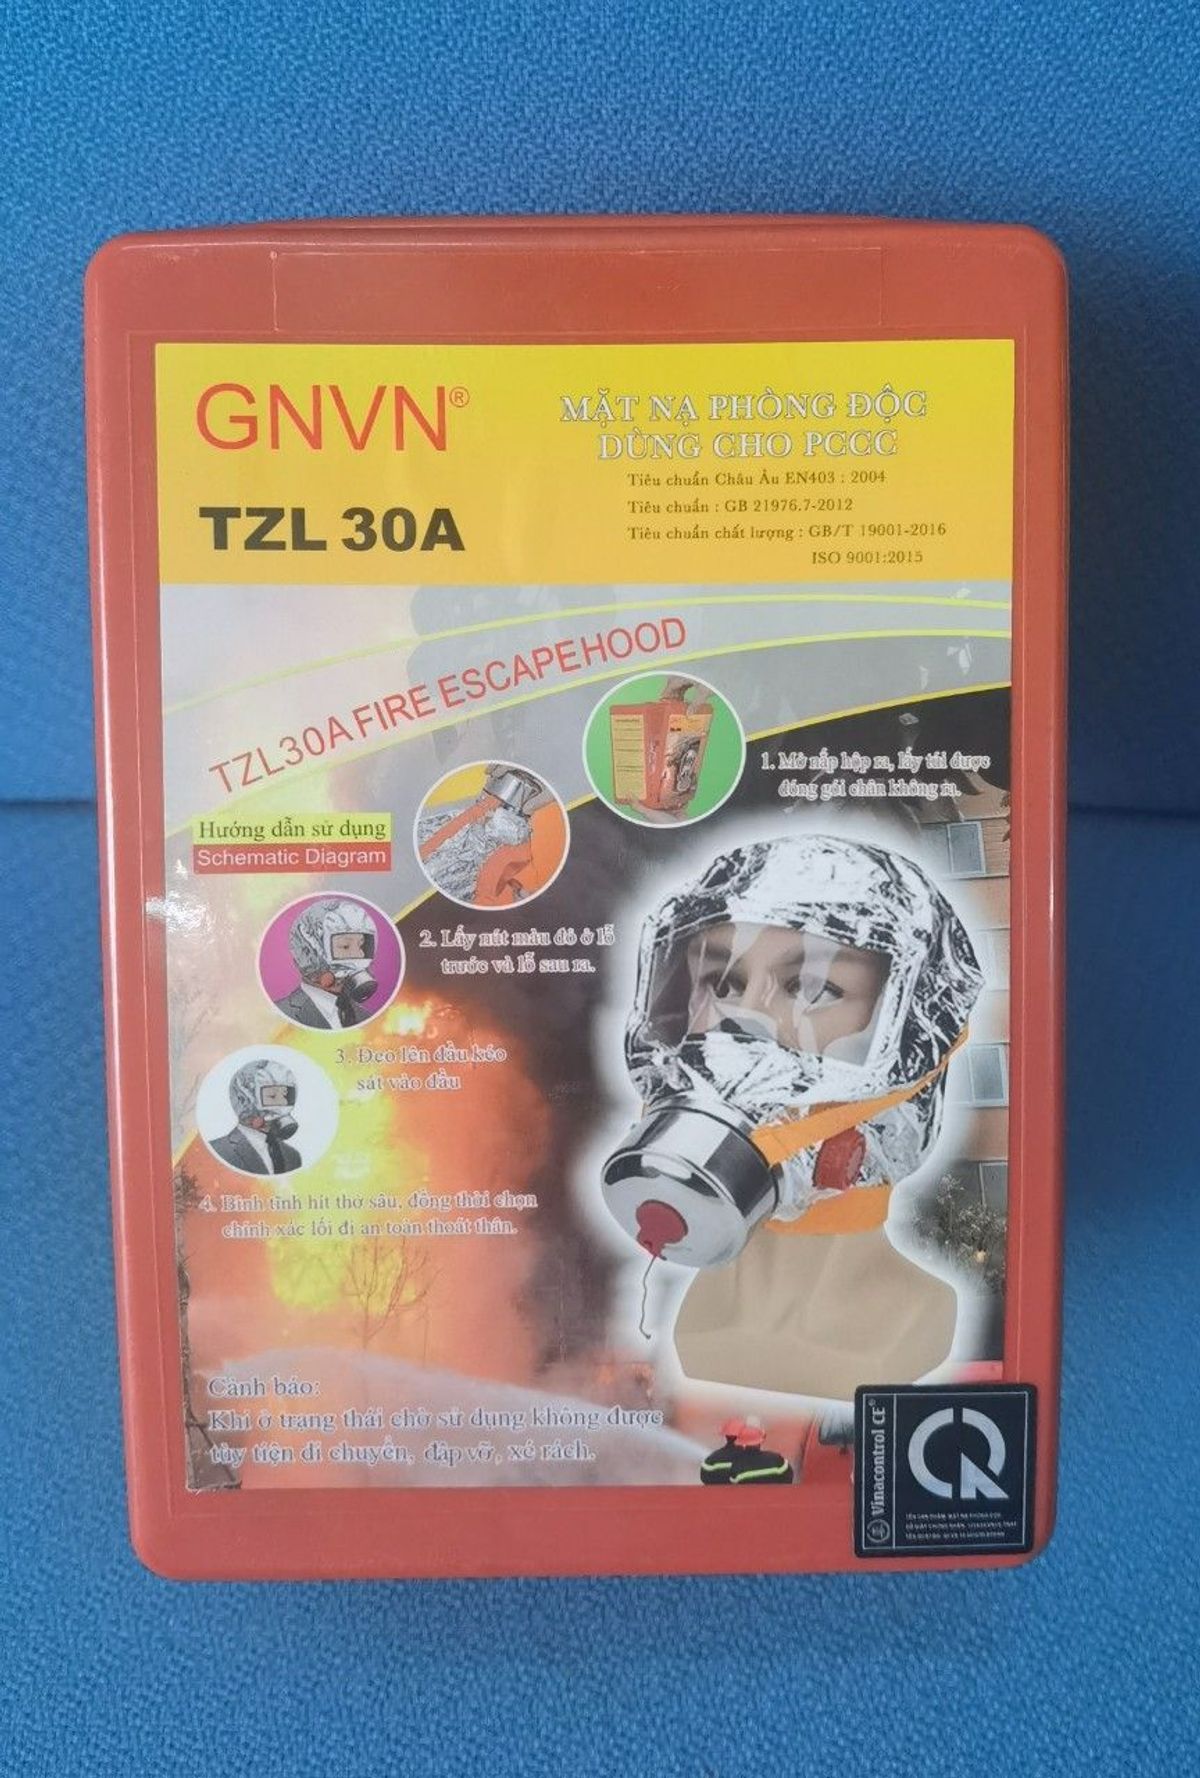 GNVN®
TZL 30A
MẶT NẠ PHÒNG ĐỘC
DÙNG CHO PCCC
Tiêu chuẩn Châu Âu EN403 : 2004
Tiêu chuẩn : GB 21976.7-2012
Tiêu chuẩn chất lượng : GB/T 19001-2016
ISO 9001:2015
TZL30A FIRE ESCAPEHOOD
Hướng dẫn sử dụng
Schematic Diagram
1. Mở nắp hộp ra, lấy túi được
đóng gói chân không ra.
2. Lấy nút màu đỏ ở lỗ
trước và lỗ sau ra.
3. Đeo lên đầu kéo
sát vào đầu
4. Bình tĩnh hít thở sâu, đồng thời chọn
chính xác lối đi an toàn thoát thân.
Cảnh báo:
Khi ở trạng thái chờ sử dụng không được
tùy tiện di chuyển, đập vỡ, xé rách.
Vinacontrol CE®